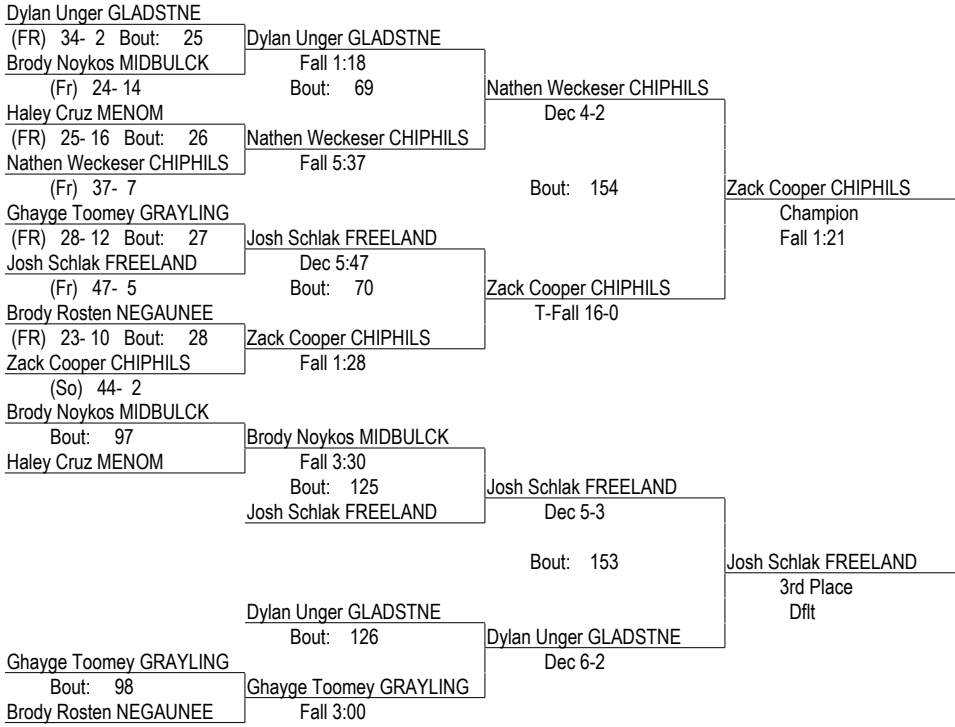 Dylan Unger GLADSTNE
(FR) 34- 2 Bout: 25
Dylan Unger GLADSTNE
Brody Noykos MIDBULCK
Fall 1:18
(Fr) 24- 14
Bout: 69
Nathen Weckeser CHIPHILS
Haley Cruz MENOM
Dec 4-2
(FR) 25- 16 Bout: 26
Nathen Weckeser CHIPHILS
Nathen Weckeser CHIPHILS
Fall 5:37
(Fr) 37- 7
Bout: 154
Zack Cooper CHIPHILS
Ghayge Toomey GRAYLING
Champion
(FR) 28- 12 Bout: 27
Josh Schlak FREELAND
Fall 1:21
Josh Schlak FREELAND
Dec 5:47
(Fr) 47- 5
Bout: 70
Zack Cooper CHIPHILS
Brody Rosten NEGAUNEE
T-Fall 16-0
(FR) 23- 10 Bout: 28
Zack Cooper CHIPHILS
Zack Cooper CHIPHILS
Fall 1:28
(So) 44- 2
Brody Noykos MIDBULCK
Bout: 97
Brody Noykos MIDBULCK
Haley Cruz MENOM
Fall 3:30
Bout: 125
Josh Schlak FREELAND
Josh Schlak FREELAND
Dec 5-3
Bout: 153
Josh Schlak FREELAND
3rd Place
Dylan Unger GLADSTNE
Dflt
Bout: 126
Dylan Unger GLADSTNE
Ghayge Toomey GRAYLING
Dec 6-2
Bout: 98
Ghayge Toomey GRAYLING
Brody Rosten NEGAUNEE
Fall 3:00